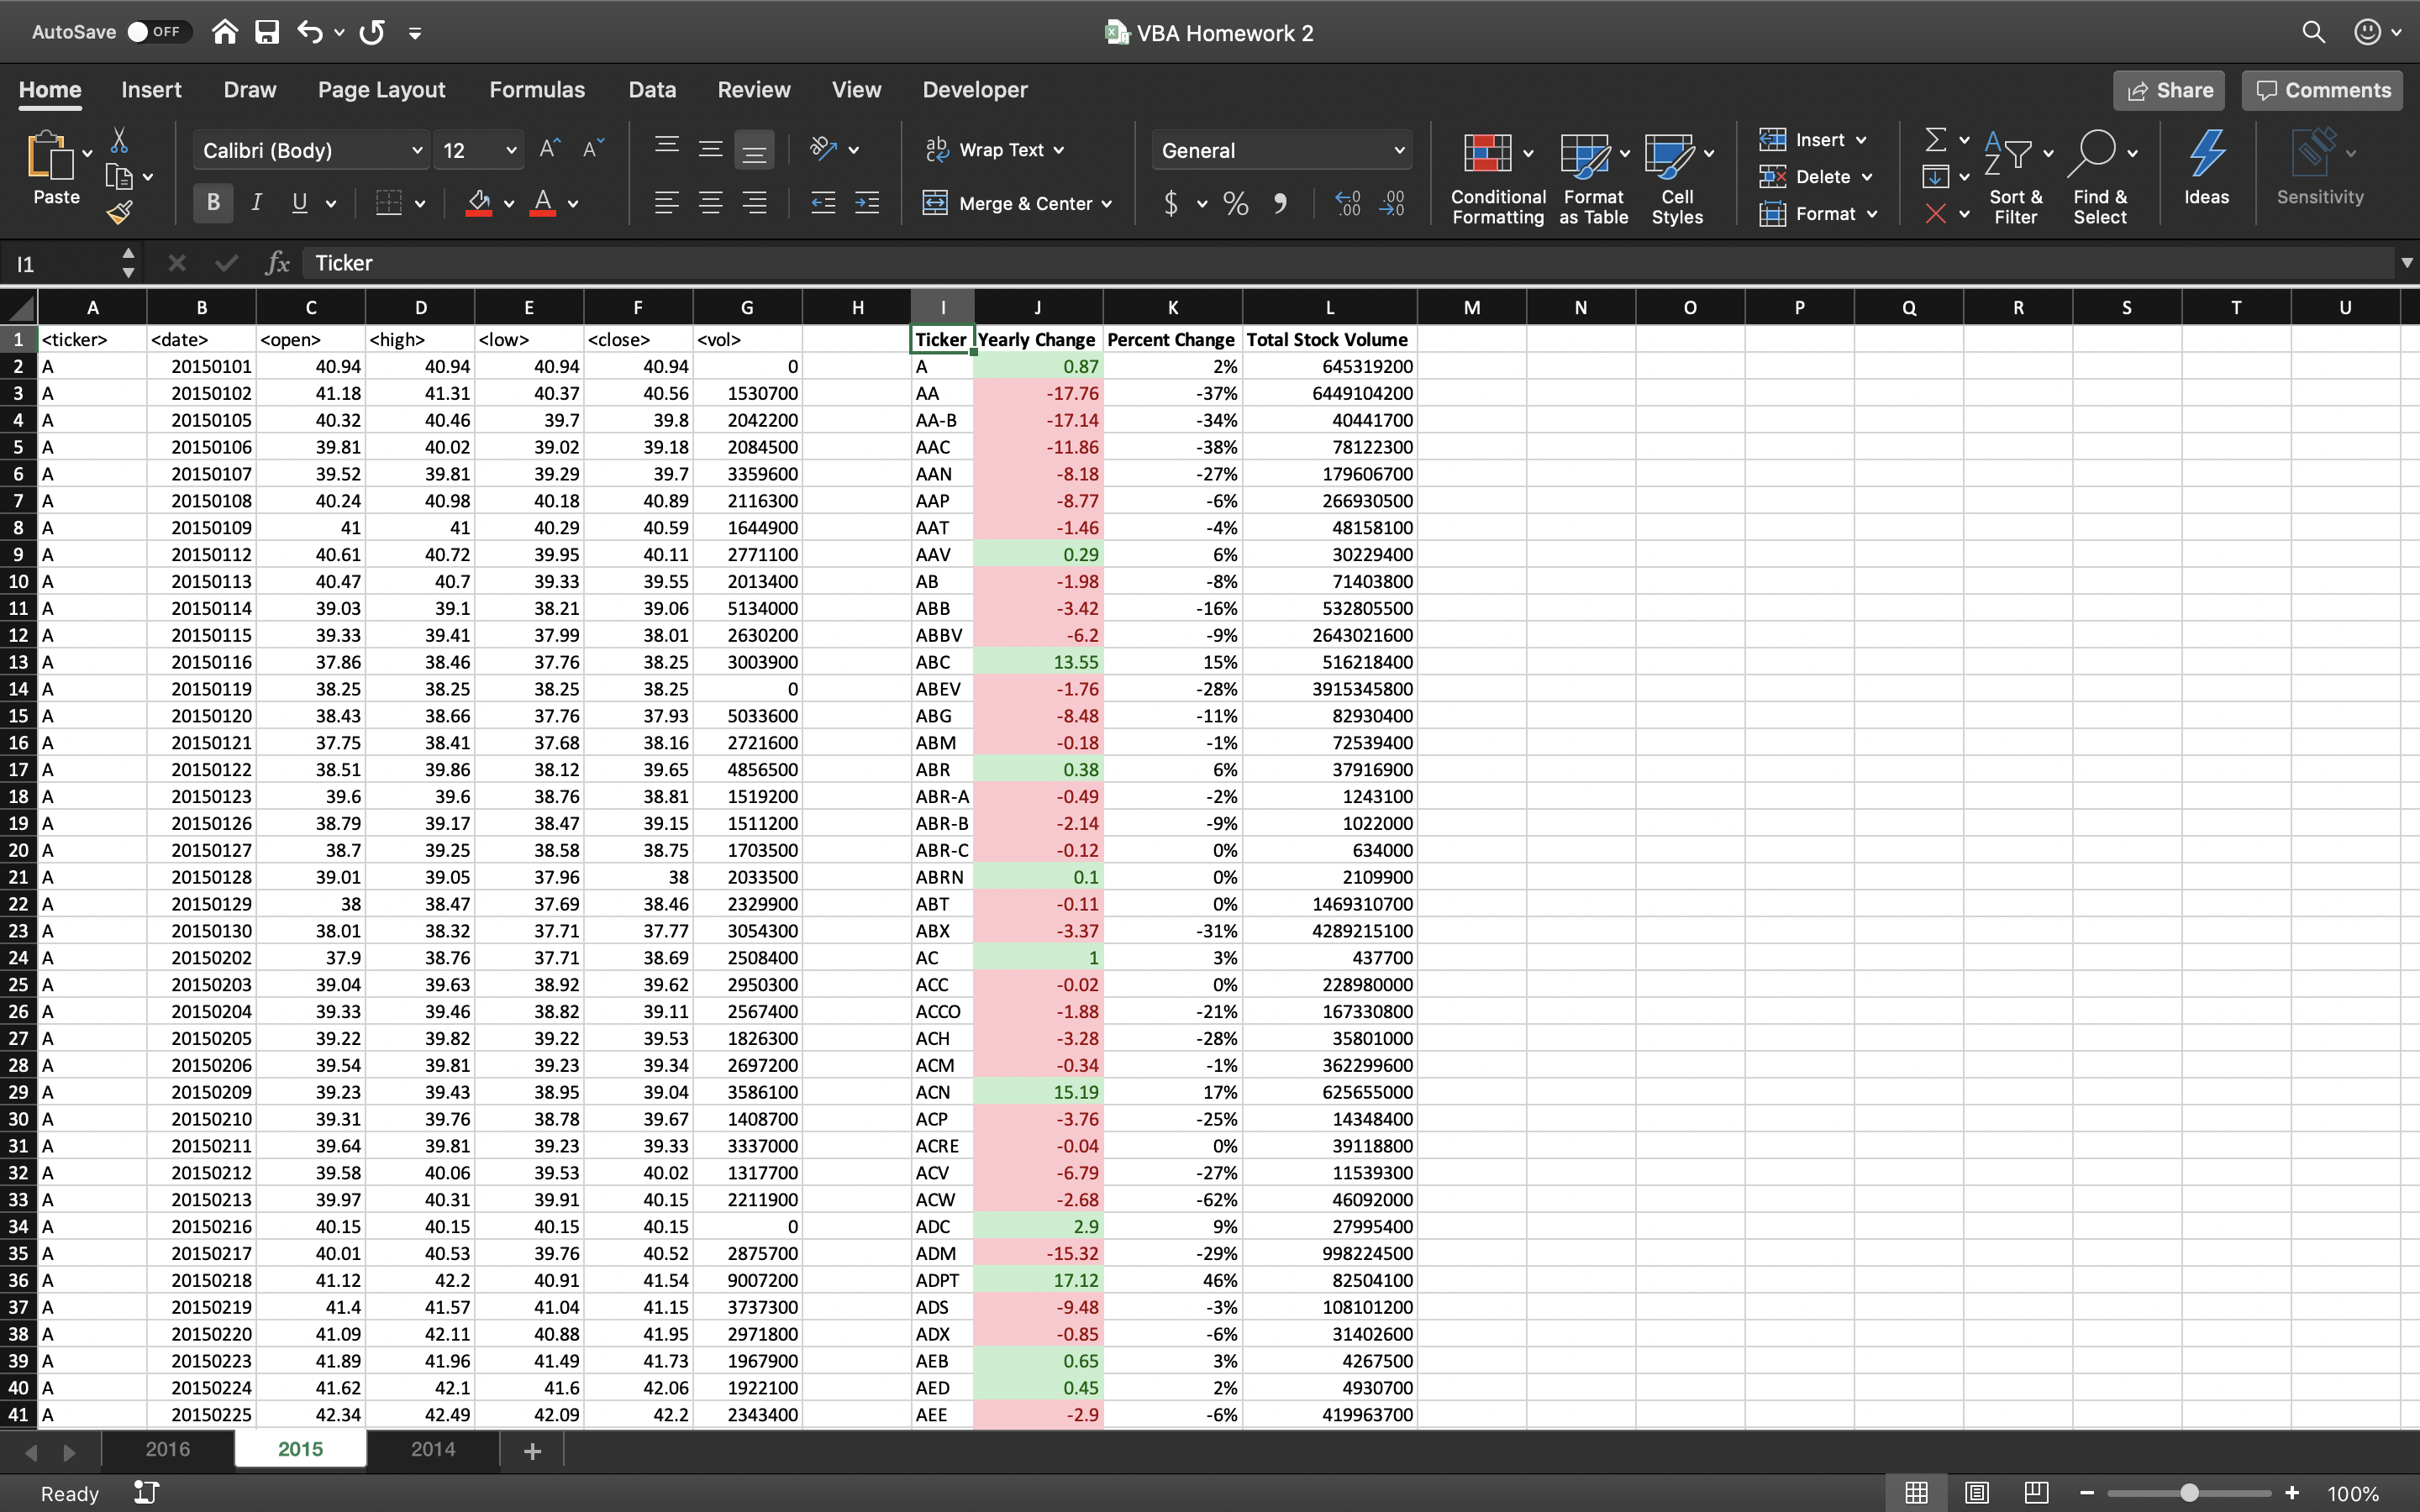 AutoSave OFF VBA Homework 2
Home Insert Draw Page Layout Formulas Data Review View Developer Share Comments
Paste Calibri (Body) 12 A^ A˅ ab Wrap Text General Conditional Formatting Format as Table Cell Styles Insert Delete Format Sort & Filter Find & Select Ideas Sensitivity
B I U A Merge & Center $ % , .00
I1 fx Ticker
A B C D E F G H I J K L M N O P Q R S T U
1 <ticker> <date> <open> <high> <low> <close> <vol> Ticker Yearly Change Percent Change Total Stock Volume
2 A 20150101 40.94 40.94 40.94 40.94 0 A 0.87 2% 645319200
3 A 20150102 41.18 41.31 40.37 40.56 1530700 AA -17.76 -37% 6449104200
4 A 20150105 40.32 40.46 39.7 39.8 2042200 AA-B -17.14 -34% 40441700
5 A 20150106 39.81 40.02 39.02 39.18 2084500 AAC -11.86 -38% 78122300
6 A 20150107 39.52 39.81 39.29 39.7 3359600 AAN -8.18 -27% 179606700
7 A 20150108 40.24 40.98 40.18 40.89 2116300 AAP -8.77 -6% 266930500
8 A 20150109 41 41 40.29 40.59 1644900 AAT -1.46 -4% 48158100
9 A 20150112 40.61 40.72 39.95 40.11 2771100 AAV 0.29 6% 30229400
10 A 20150113 40.47 40.7 39.33 39.55 2013400 AB -1.98 -8% 71403800
11 A 20150114 39.03 39.1 38.21 39.06 5134000 ABB -3.42 -16% 532805500
12 A 20150115 39.33 39.41 37.99 38.01 2630200 ABBV -6.2 -9% 2643021600
13 A 20150116 37.86 38.46 37.76 38.25 3003900 ABC 13.55 15% 516218400
14 A 20150119 38.25 38.25 38.25 38.25 0 ABEV -1.76 -28% 3915345800
15 A 20150120 38.43 38.66 37.76 37.93 5033600 ABG -8.48 -11% 82930400
16 A 20150121 37.75 38.41 37.68 38.16 2721600 ABM -0.18 -1% 72539400
17 A 20150122 38.51 39.86 38.12 39.65 4856500 ABR 0.38 6% 37916900
18 A 20150123 39.6 39.6 38.76 38.81 1519200 ABR-A -0.49 -2% 1243100
19 A 20150126 38.79 39.17 38.47 39.15 1511200 ABR-B -2.14 -9% 1022000
20 A 20150127 38.7 39.25 38.58 38.75 1703500 ABR-C -0.12 0% 634000
21 A 20150128 39.01 39.05 37.96 38 2033500 ABRN 0.1 0% 2109900
22 A 20150129 38 38.47 37.69 38.46 2329900 ABT -0.11 0% 1469310700
23 A 20150130 38.01 38.32 37.71 37.77 3054300 ABX -3.37 -31% 4289215100
24 A 20150202 37.9 38.76 37.71 38.69 2508400 AC 1 3% 437700
25 A 20150203 39.04 39.63 38.92 39.62 2950300 ACC -0.02 0% 228980000
26 A 20150204 39.33 39.46 38.82 39.11 2567400 ACCO -1.88 -21% 167330800
27 A 20150205 39.22 39.82 39.22 39.53 1826300 ACH -3.28 -28% 35801000
28 A 20150206 39.54 39.81 39.23 39.34 2697200 ACM -0.34 -1% 362299600
29 A 20150209 39.23 39.43 38.95 39.04 3586100 ACN 15.19 17% 625655000
30 A 20150210 39.31 39.76 38.78 39.67 1408700 ACP -3.76 -25% 14348400
31 A 20150211 39.64 39.81 39.23 39.33 3337000 ACRE -0.04 0% 39118800
32 A 20150212 39.58 40.06 39.53 40.02 1317700 ACV -6.79 -27% 11539300
33 A 20150213 39.97 40.31 39.91 40.15 2211900 ACW -2.68 -62% 46092000
34 A 20150216 40.15 40.15 40.15 40.15 0 ADC 2.9 9% 27995400
35 A 20150217 40.01 40.53 39.76 40.52 2875700 ADM -15.32 -29% 998224500
36 A 20150218 41.12 42.2 40.91 41.54 9007200 ADPT 17.12 46% 82504100
37 A 20150219 41.4 41.57 41.04 41.15 3737300 ADS -9.48 -3% 108101200
38 A 20150220 41.09 42.11 40.88 41.95 2971800 ADX -0.85 -6% 31402600
39 A 20150223 41.89 41.96 41.49 41.73 1967900 AEB 0.65 3% 4267500
40 A 20150224 41.62 42.1 41.6 42.06 1922100 AED 0.45 2% 4930700
41 A 20150225 42.34 42.49 42.09 42.2 2343400 AEE -2.9 -6% 419963700
2016 2015 2014 +
Ready 100%